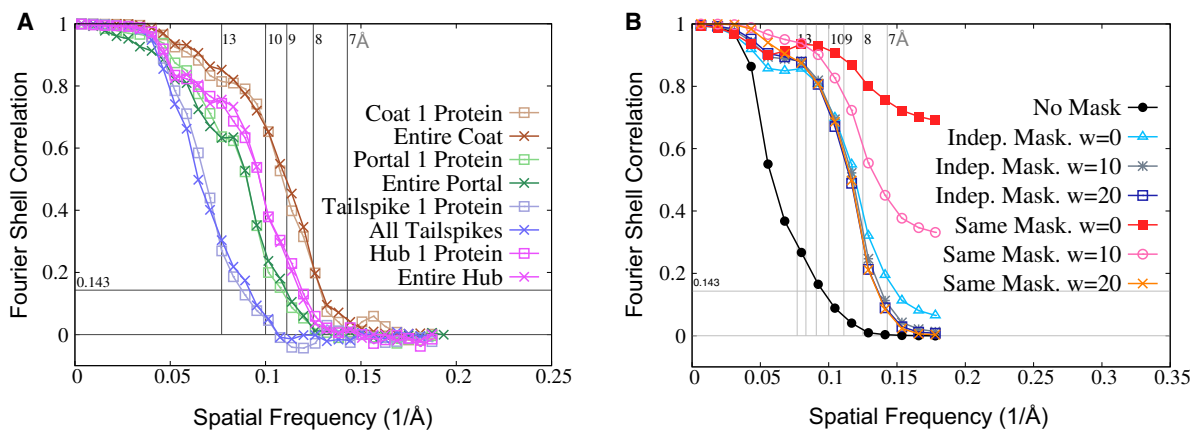 A
Fourier Shell Correlation
1
0.8
0.6
0.4
0.2
0
0.143
13
10
9
8
7Å
Coat 1 Protein
Entire Coat
Portal 1 Protein
Entire Portal
Tailspike 1 Protein
All Tailspikes
Hub 1 Protein
Entire Hub
0 0.05 0.1 0.15 0.2 0.25
Spatial Frequency (1/Å)
B
Fourier Shell Correlation
1
0.8
0.6
0.4
0.2
0
0.143
13
10
9
8
7Å
No Mask
Indep. Mask. w=0
Indep. Mask. w=10
Indep. Mask. w=20
Same Mask. w=0
Same Mask. w=10
Same Mask. w=20
0 0.05 0.1 0.15 0.2 0.25 0.3 0.35
Spatial Frequency (1/Å)